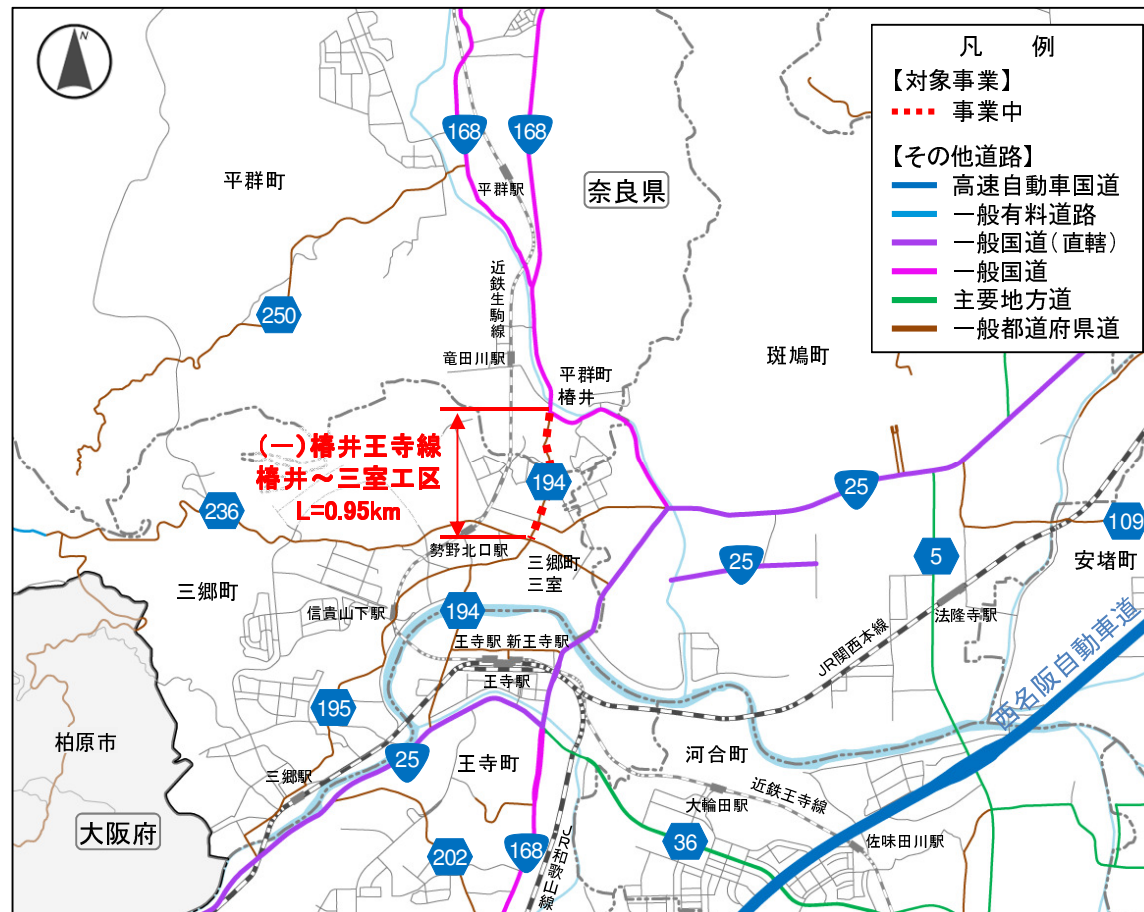 N
凡 例
【対象事業】
事業中
【その他道路】
高速自動車国道
一般有料道路
一般国道(直轄)
一般国道
主要地方道
一般都道府県道
168
168
平群町
平群駅
奈良県
近鉄生駒線
250
竜田川駅
平群町
椿井
斑鳩町
(一)椿井王寺線
椿井~三室工区
L=0.95km
194
25
236
109
勢野北口駅
三郷町
三室
25
5
安堵町
三郷町
信貴山下駅
194
法隆寺駅
王寺駅
新王寺駅
JR関西本線
西名阪自動車道
王寺駅
195
柏原市
25
王寺町
河合町
三郷駅
近鉄王寺線
大輪田駅
大阪府
36
佐味田川駅
202
168
JR和歌山線